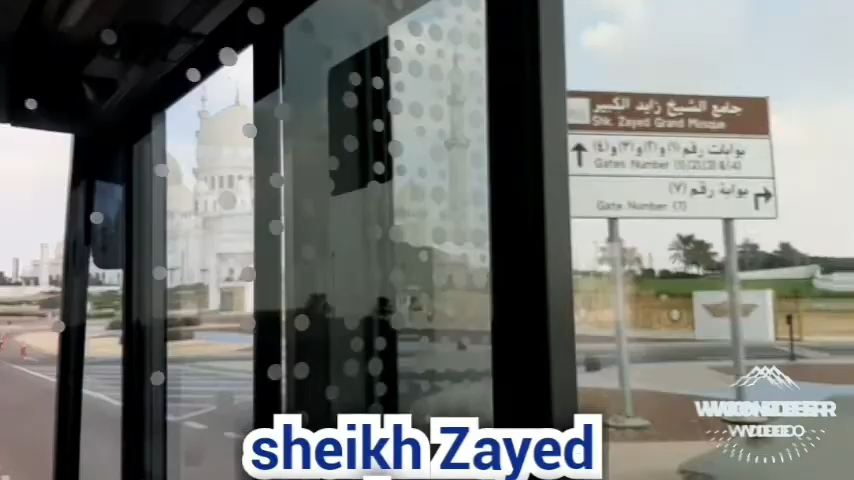 جامع الشيخ زايد الكبير
Shk. Zayed Grand Mosque
بوابات رقم (١) و(٢) و(٣) و(٤)
Gates Number (1)(2)(3)&(4)
بوابة رقم (٧)
Gate Number (7)
sheikh Zayed